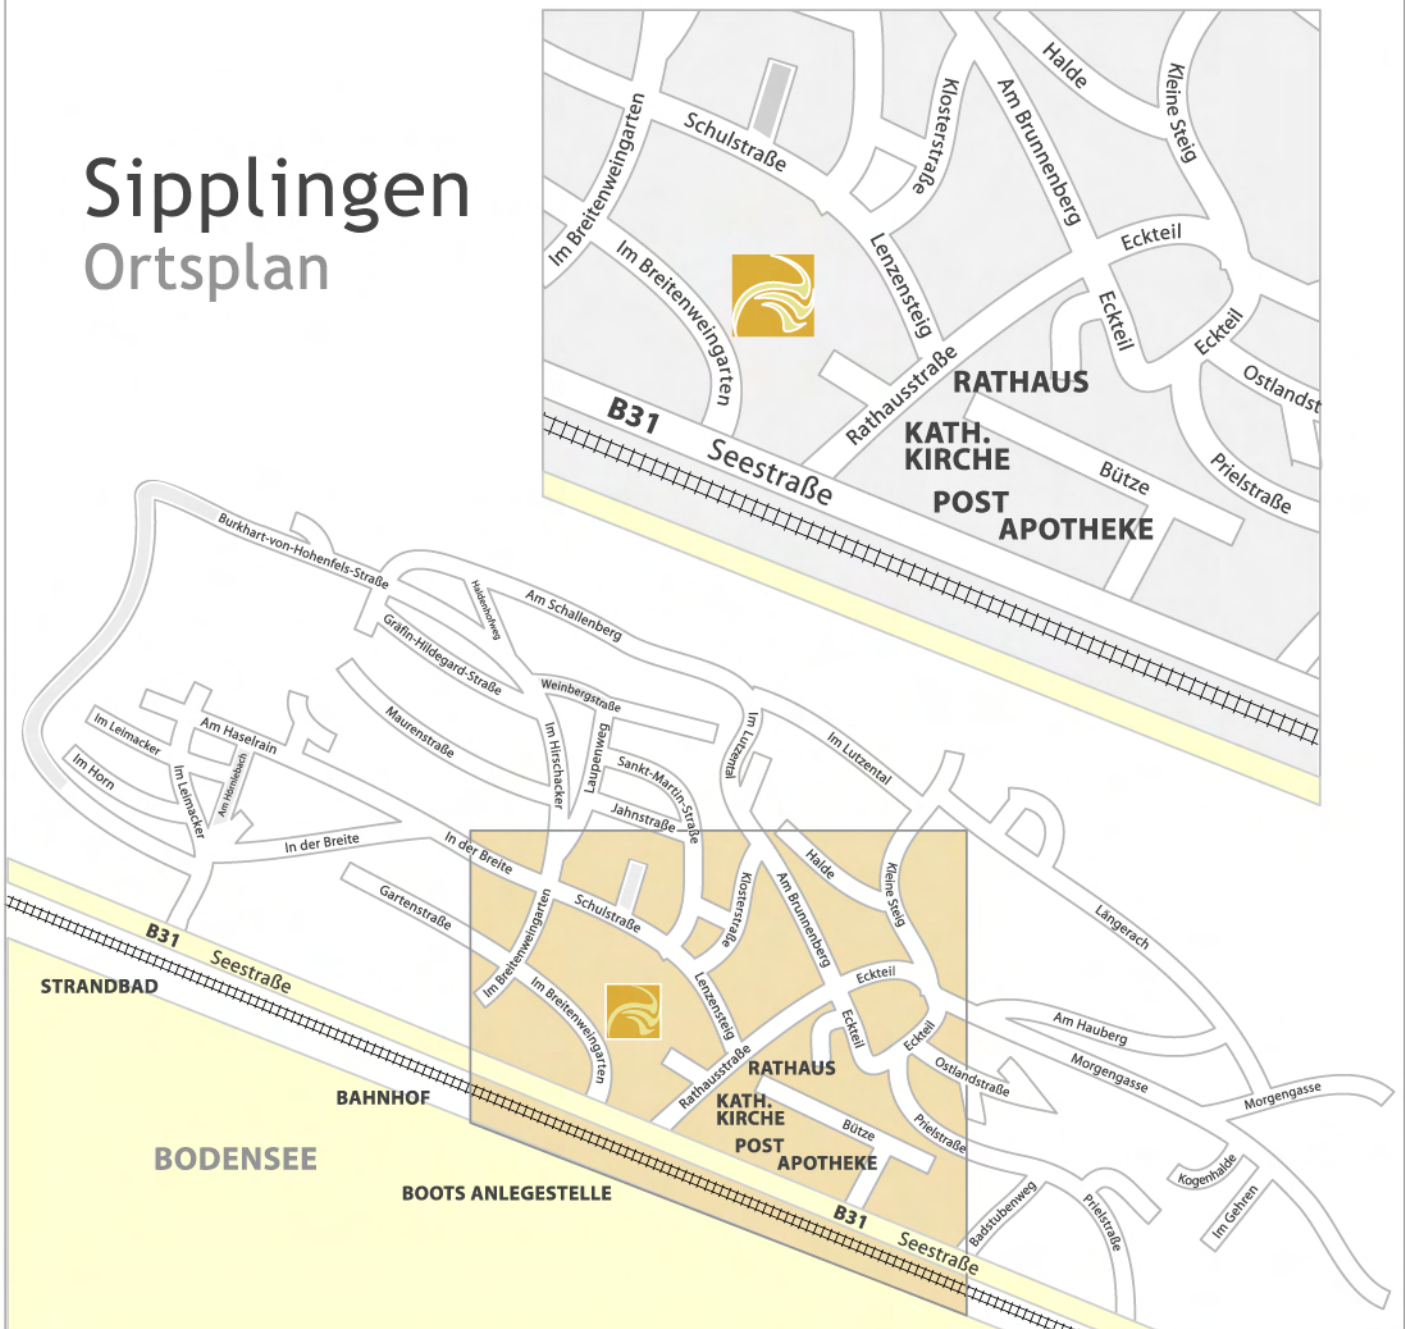 Sipplingen
Ortsplan
Halde
Kleine Steig
Klosterstraße
Am Brunnenberg
Im Breitenweingarten
Schulstraße
Eckteil
Lenzensteig
Im Breitenweingarten
Eckteil
Eckteil
Rathausstraße
RATHAUS
Ostlandst
B31
Seestraße
KATH.
KIRCHE
Bütze
Prielstraße
POST
APOTHEKE
Burkhart-von-Hohenfels-Straße
Haldenhofweg
Am Schallenberg
Gräfin-Hildegard-Straße
Weinbergstraße
Maurenstraße
Im Hirschacker
Laupenweg
Im Lutzental
Im Lutzental
Im Leimacker
Am Haselrain
Im Horn
Im Leimacker
Am Hörnlebach
Sankt-Martin-Straße
Jahnstraße
In der Breite
In der Breite
Halde
Kleine Steig
Gartenstraße
Schulstraße
Klosterstraße
Am Brunnenberg
Längerach
Im Breitenweingarten
B31
Seestraße
STRANDBAD
Im Breitenweingarten
Lenzensteig
Eckteil
Eckteil
Eckteil
Am Hauberg
Morgengasse
Ostlandstraße
Morgengasse
Rathausstraße
RATHAUS
BAHNHOF
KATH.
KIRCHE
Bütze
Prielstraße
POST
APOTHEKE
BODENSEE
BOOTS ANLEGESTELLE
Kogenhalde
Im Gehren
Badstubenweg
Prielstraße
B31
Seestraße